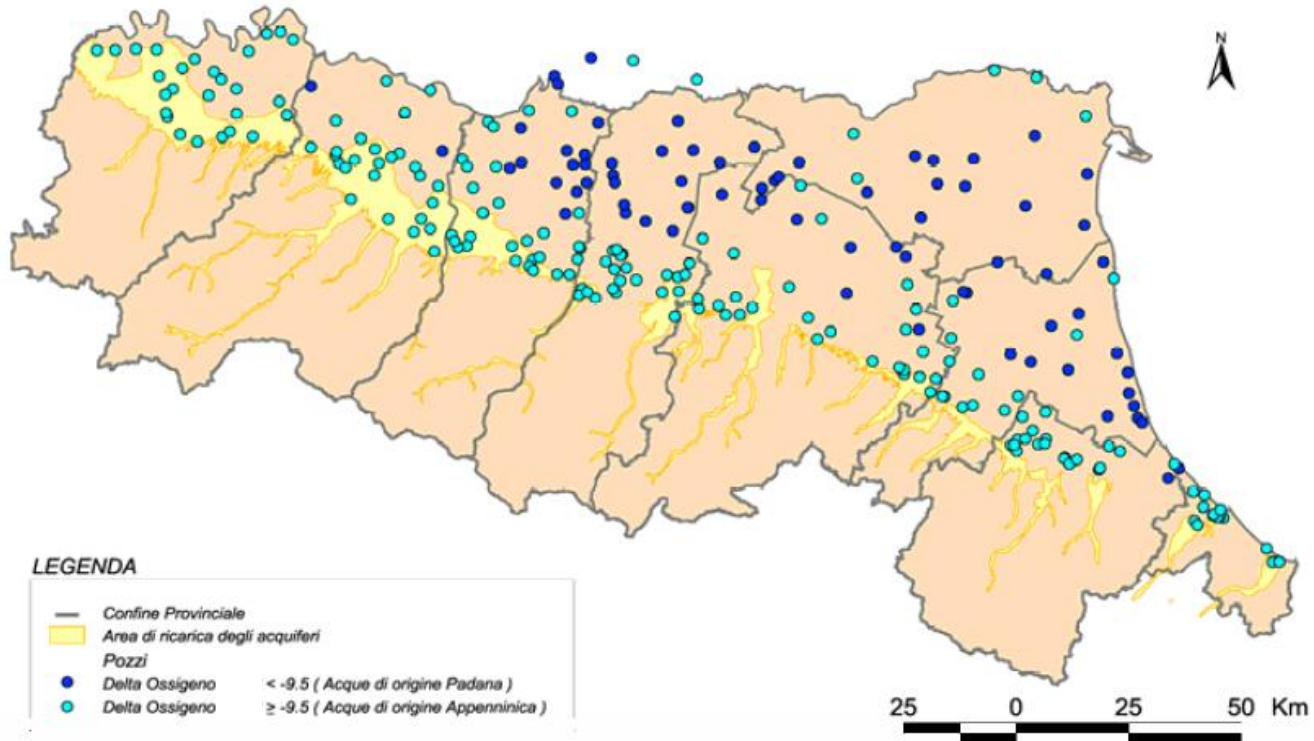 N
LEGENDA
Confine Provinciale
Area di ricarica degli acquiferi
Pozzi
Delta Ossigeno < -9.5 ( Acque di origine Padana )
Delta Ossigeno ≥ -9.5 ( Acque di origine Appenninica )
25 0 25 50 Km